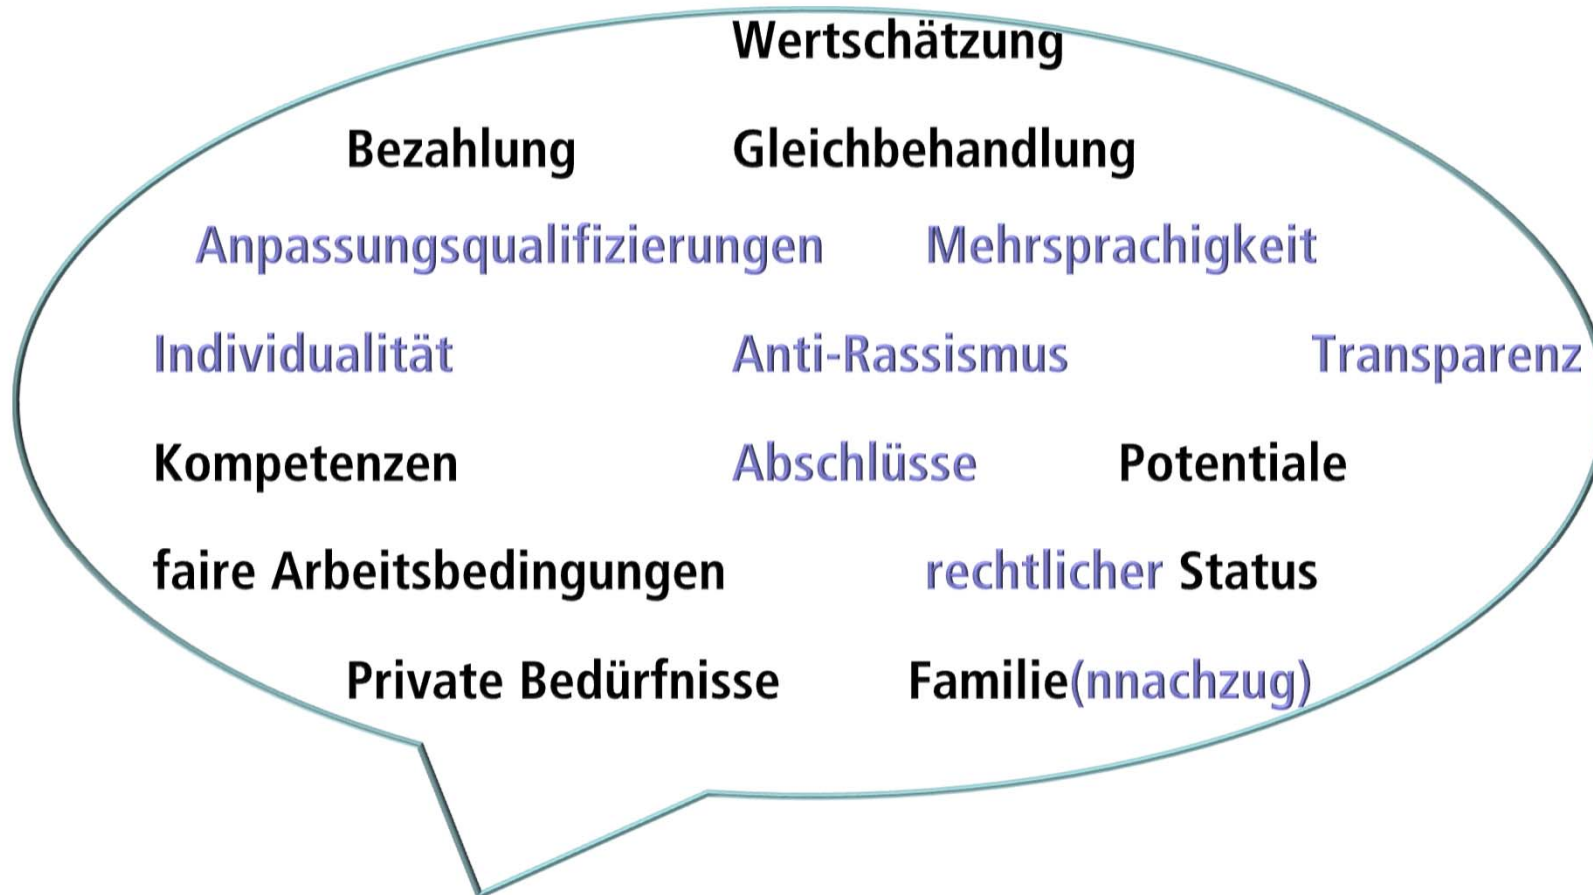 Wertschätzung
Bezahlung Gleichbehandlung
Anpassungsqualifizierungen Mehrsprachigkeit
Individualität Anti-Rassismus Transparenz
Kompetenzen Abschlüsse Potentiale
faire Arbeitsbedingungen rechtlicher Status
Private Bedürfnisse Familie(nnachzug)